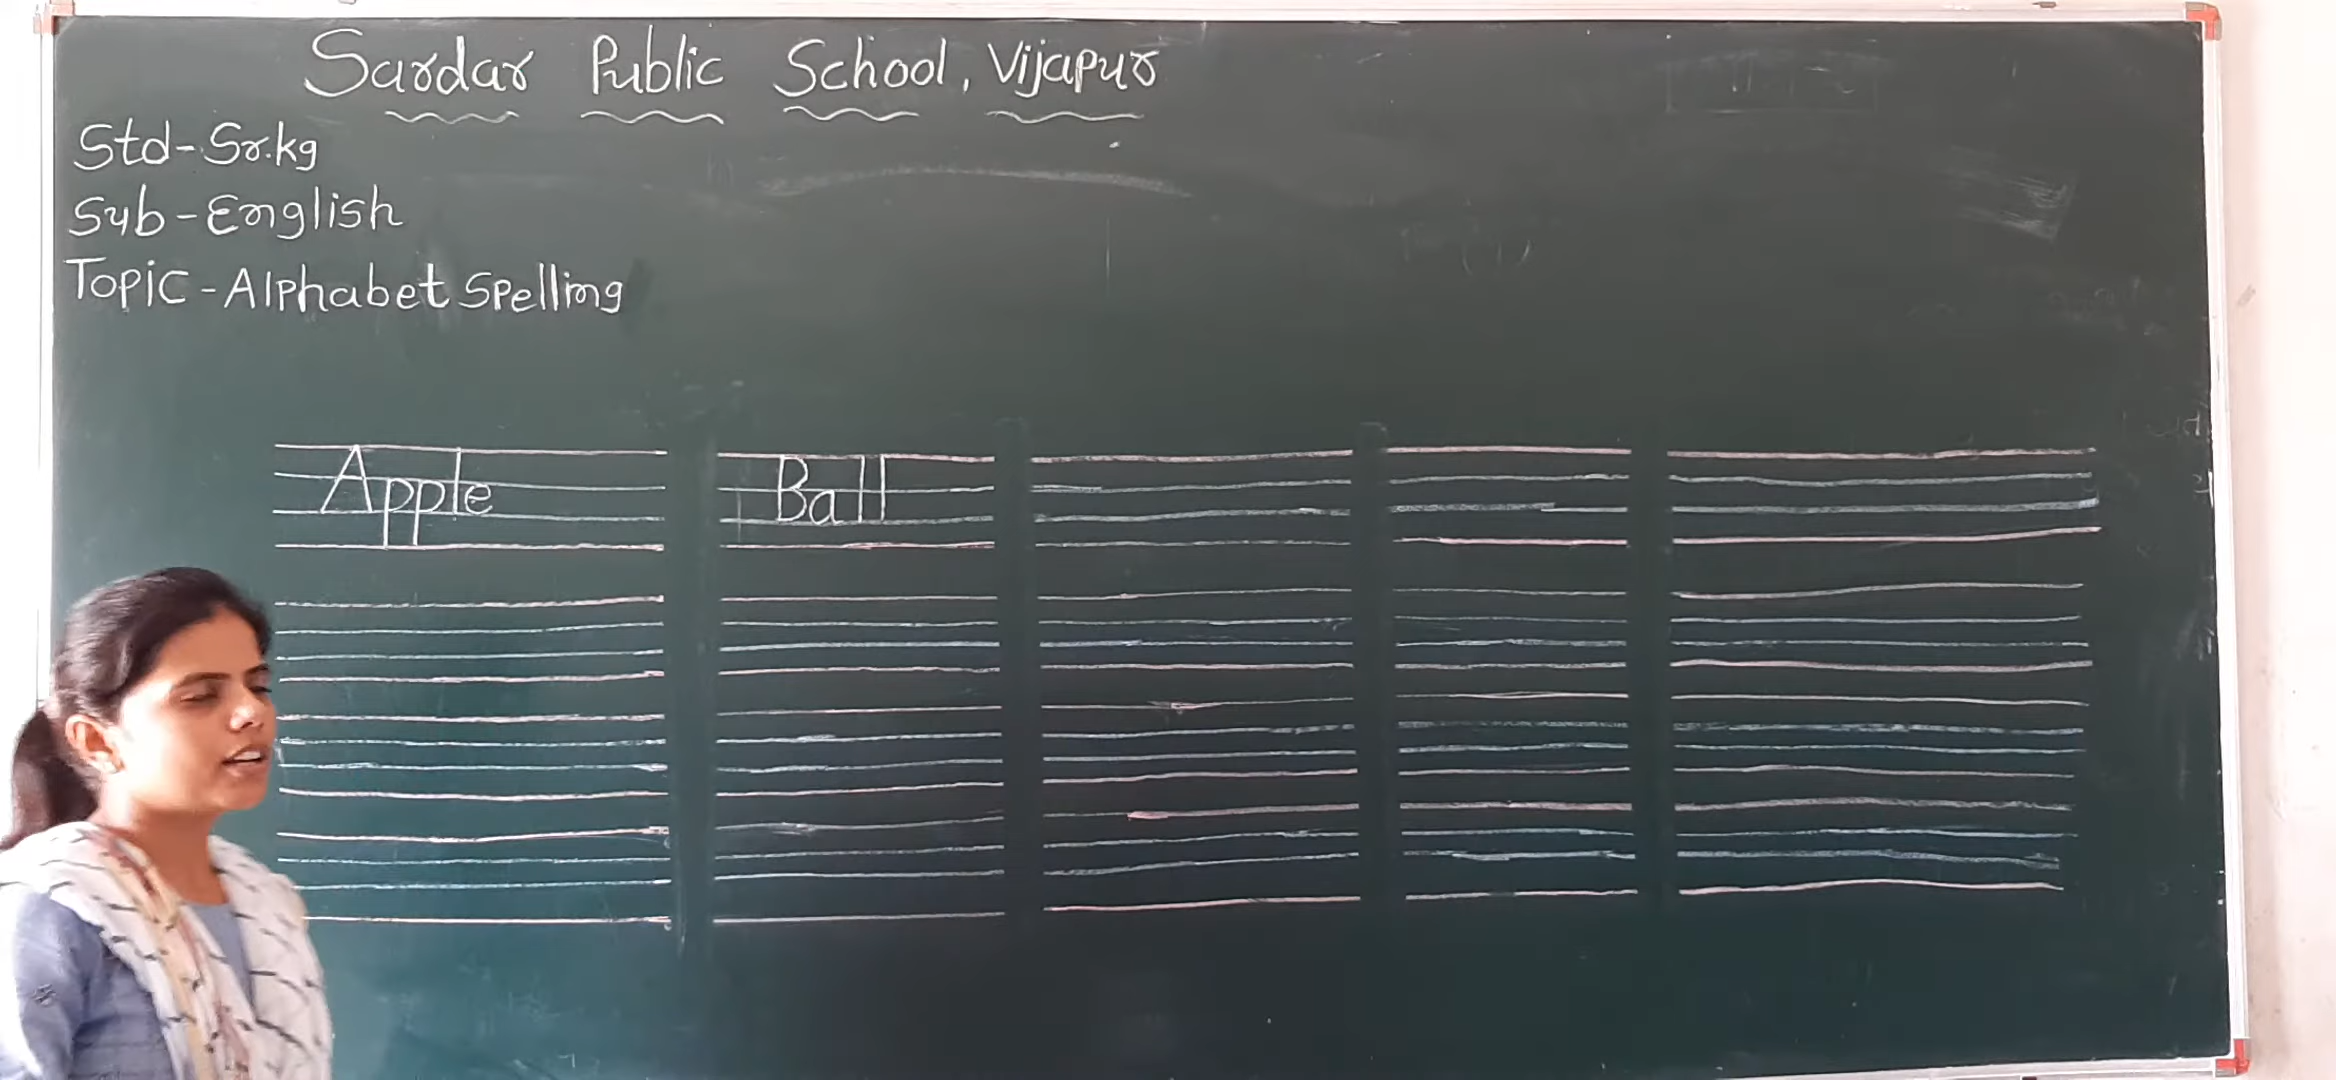 Sardar Public School, Vijapur
Std-Sr.kg
Sub-English
Topic-Alphabet Spelling
Apple Ball